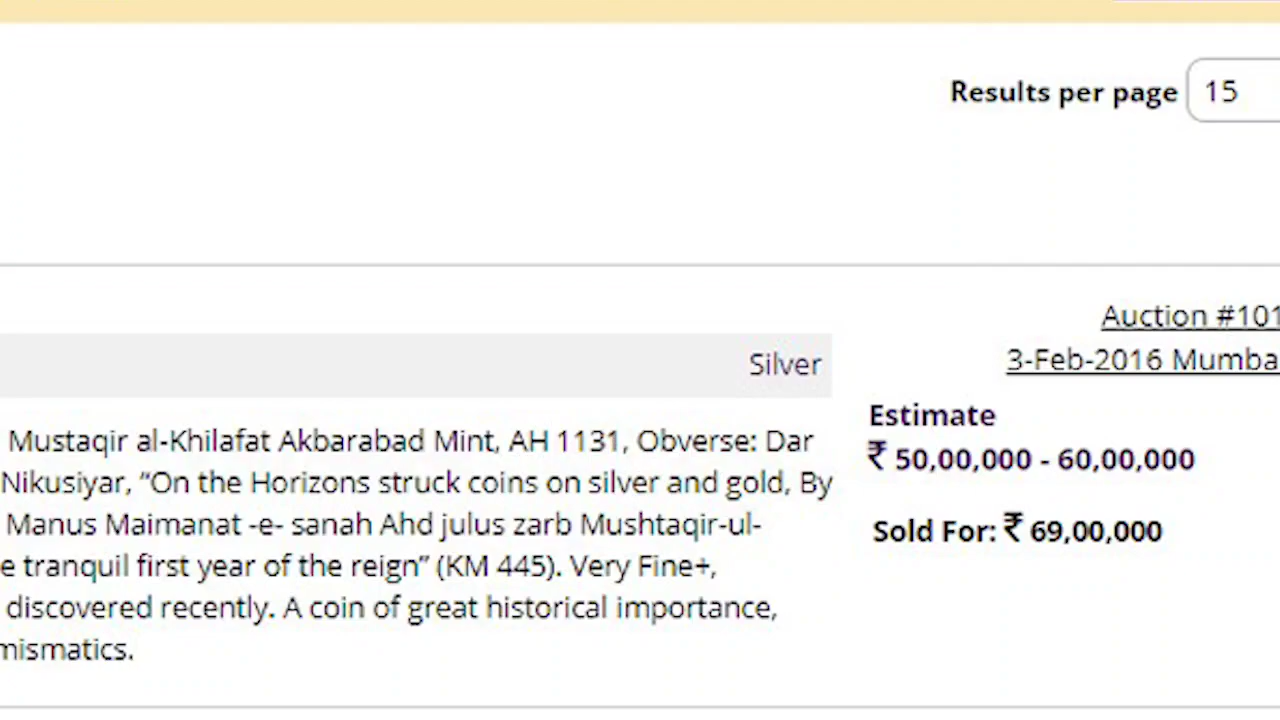 Results per page 15
Auction #101
3-Feb-2016 Mumba
Silver
Estimate
₹ 50,00,000 - 60,00,000
Sold For: ₹ 69,00,000
Mustaqir al-Khilafat Akbarabad Mint, AH 1131, Obverse: Dar
Nikusiyar, “On the Horizons struck coins on silver and gold, By
Manus Maimanat -e- sanah Ahd julus zarb Mushtaqir-ul-
e tranquil first year of the reign” (KM 445). Very Fine+,
discovered recently. A coin of great historical importance,
mismatics.